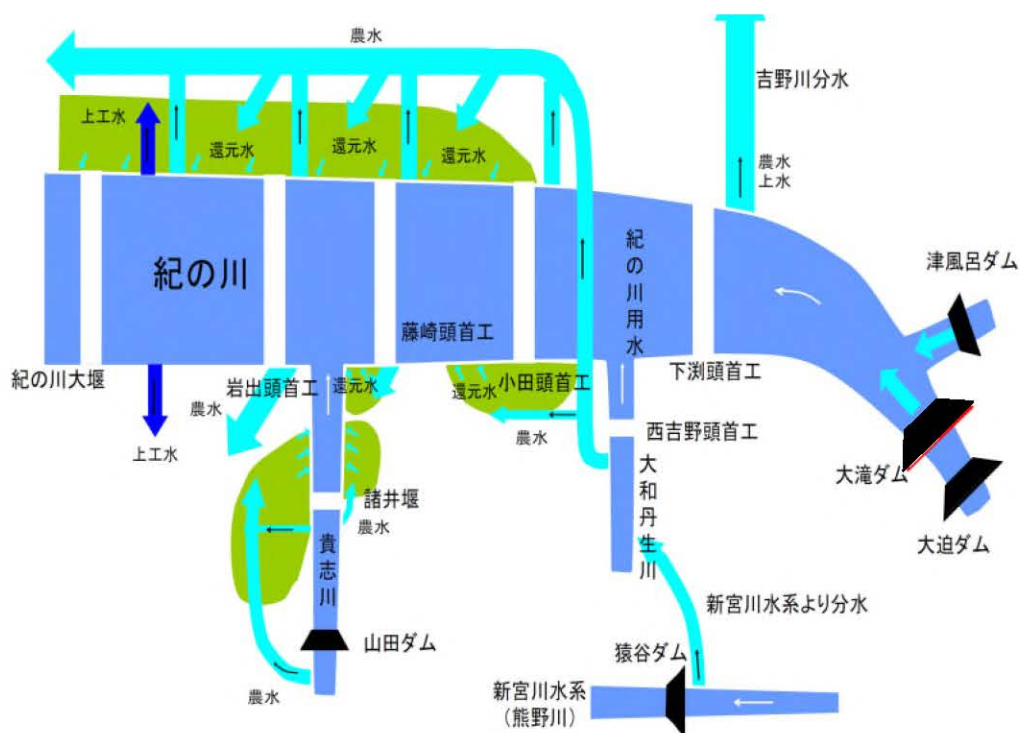 農水
吉野川分水
上工水
還元水
還元水
還元水
農水
上水
津風呂ダム
紀の川
紀の川用水
藤崎頭首工
紀の川大堰
岩出頭首工
還元水
還元水
小田頭首工
下渕頭首工
農水
農水
西吉野頭首工
上工水
大滝ダム
諸井堰
農水
大和丹生川
大迫ダム
貴志川
新宮川水系より分水
山田ダム
猿谷ダム
農水
新宮川水系
（熊野川）